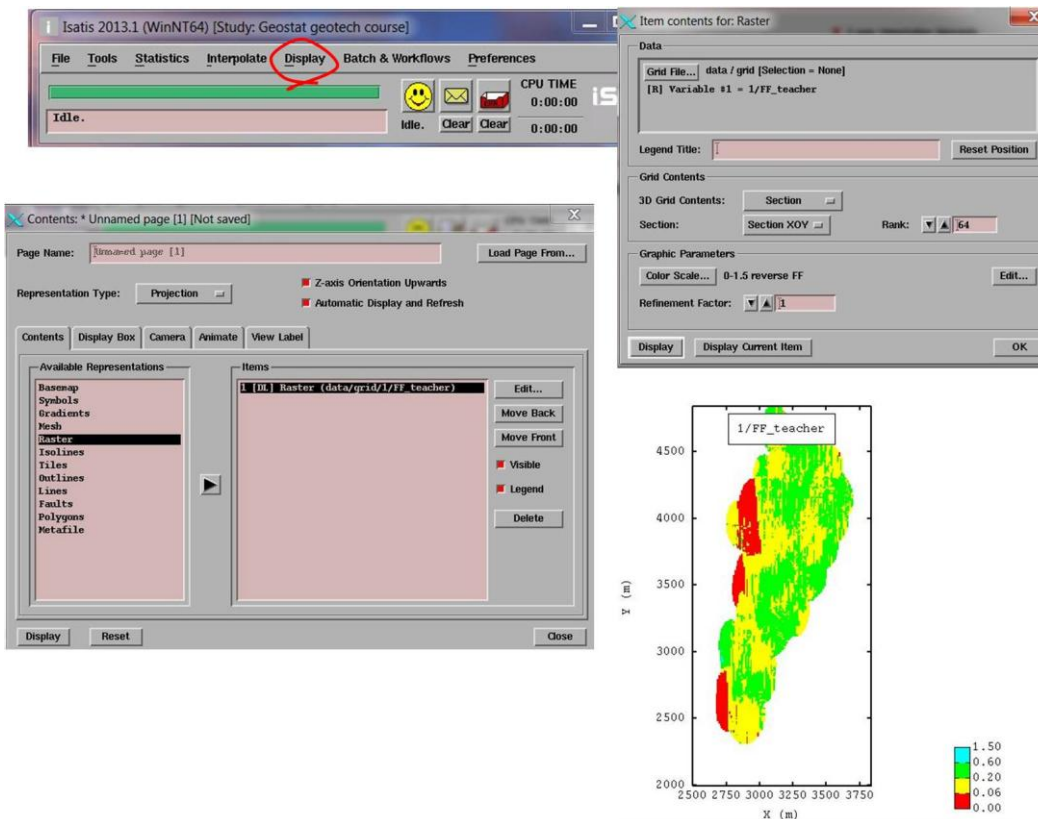 Isatis 2013.1 (WinNT64) [Study: Geostat geotech course]
File Tools Statistics Interpolate Display Batch & Workflows Preferences
CPU TIME
0:00:00
Idle.
Idle. Clear Clear
0:00:00
iS
Item contents for: Raster
Data
Grid File... data / grid [Selection = None]
[R] Variable #1 = 1/FF_teacher
Legend Title: Reset Position
Grid Contents
3D Grid Contents: Section
Section: Section XOY Rank: 64
Graphic Parameters
Color Scale... 0-1.5 reverse FF Edit...
Refinement Factor: 1
Display Display Current Item OK
Contents: * Unnamed page [1] [Not saved]
Page Name: Unnamed page [1] Load Page From...
Representation Type: Projection
Z-axis Orientation Upwards
Automatic Display and Refresh
Contents Display Box Camera Animate View Label
Available Representations
Basemap
Symbols
Gradients
Mesh
Raster
Isolines
Tiles
Outlines
Lines
Faults
Polygons
Metafile
Items
1 [DL] Raster (data/grid/1/FF_teacher)
Edit...
Move Back
Move Front
Visible
Legend
Delete
Display Reset Close
1/FF_teacher
4500
4000
3500
3000
2500
2000
Y (m)
2500 2750 3000 3250 3500 3750
X (m)
1.50
0.60
0.20
0.06
0.00